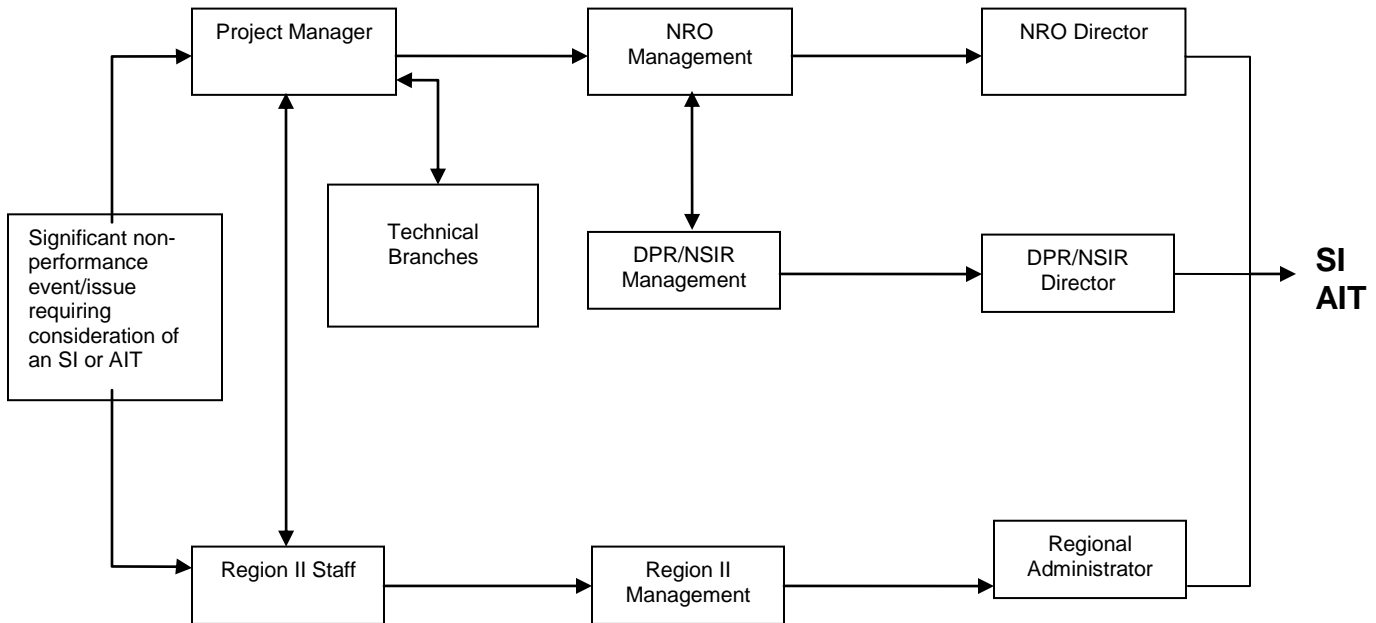 Project Manager
NRO
Management
NRO Director
Significant non-
performance
event/issue
requiring
consideration of
an SI or AIT
Technical
Branches
DPR/NSIR
Management
DPR/NSIR
Director
SI
AIT
Region II Staff
Region II
Management
Regional
Administrator